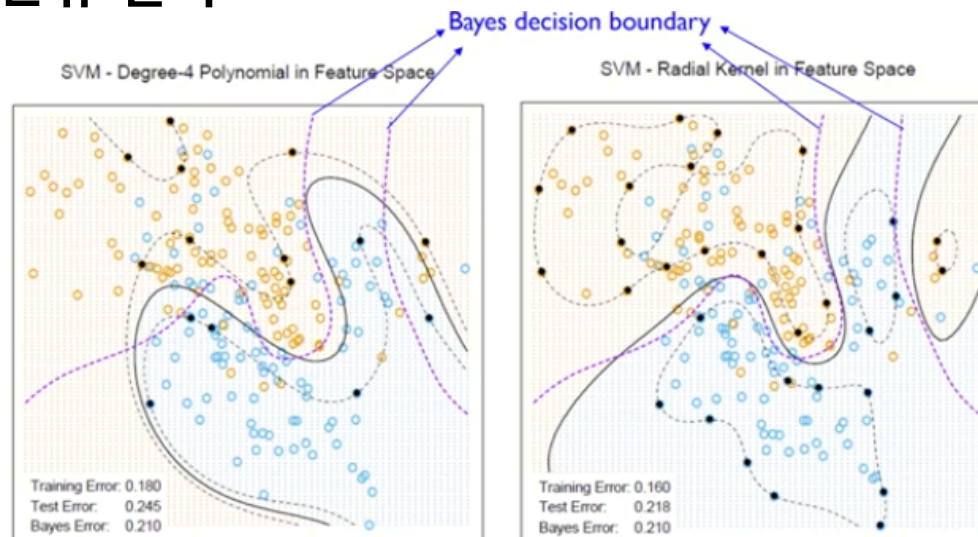 Bayes decision boundary
SVM - Degree-4 Polynomial in Feature Space
SVM - Radial Kernel in Feature Space
Training Error: 0.180
Test Error: 0.245
Bayes Error: 0.210
Training Error: 0.160
Test Error: 0.218
Bayes Error: 0.210